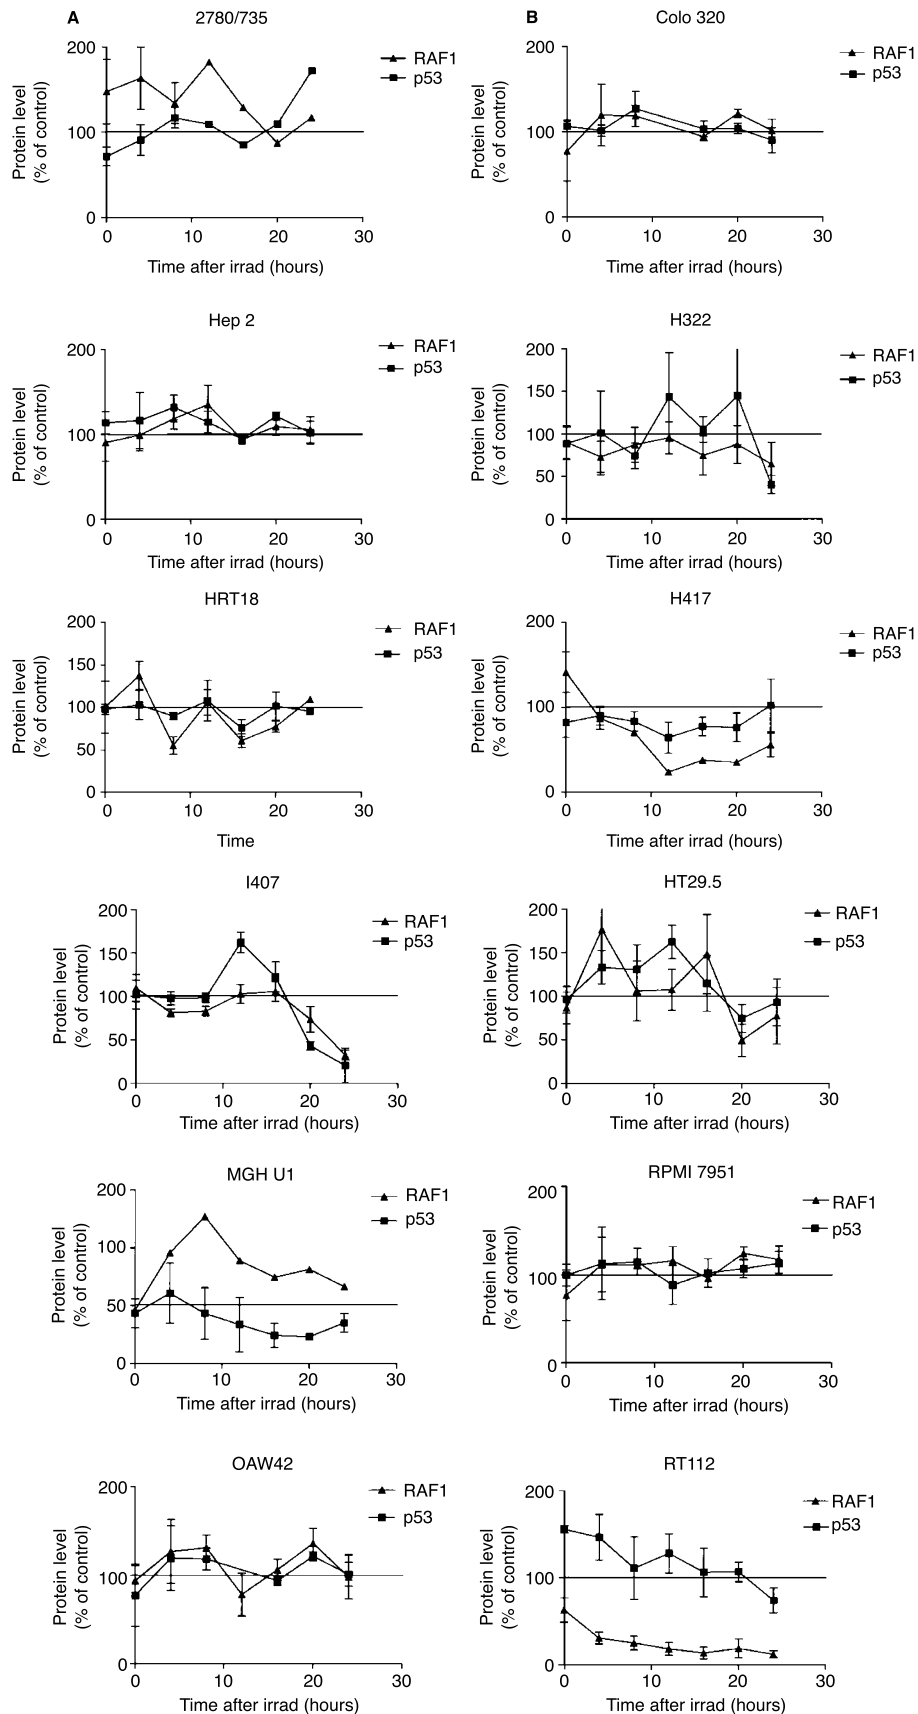 A
2780/735
200
100
0
0 10 20 30
Protein level
(% of control)
Time after irrad (hours)
RAF1
p53
B
Colo 320
200
100
0
0 10 20 30
Protein level
(% of control)
Time after irrad (hours)
RAF1
p53
Hep 2
200
100
0
0 10 20 30
Protein level
(% of control)
Time after irrad (hours)
RAF1
p53
H322
200
150
100
50
0
0 10 20 30
Protein level
(% of control)
Time after irrad (hours)
RAF1
p53
HRT18
200
150
100
50
0
0 10 20 30
Protein level
(% of control)
Time
RAF1
p53
H417
200
100
0
0 10 20 30
Protein level
(% of control)
Time after irrad (hours)
RAF1
p53
I407
200
150
100
50
0
0 10 20 30
Protein level
(% of control)
Time after irrad (hours)
RAF1
p53
HT29.5
200
150
100
50
0
0 10 20 30
Protein level
(% of control)
Time after irrad (hours)
RAF1
p53
MGH U1
200
100
50
0
0 10 20 30
Protein level
(% of control)
Time after irrad (hours)
RAF1
p53
RPMI 7951
200
100
0
0 10 20 30
Protein level
(% of control)
Time after irrad (hours)
RAF1
p53
OAW42
200
100
0
0 10 20 30
Protein level
(% of control)
Time after irrad (hours)
RAF1
p53
RT112
200
100
0
0 10 20 30
Protein level
(% of control)
Time after irrad (hours)
RAF1
p53